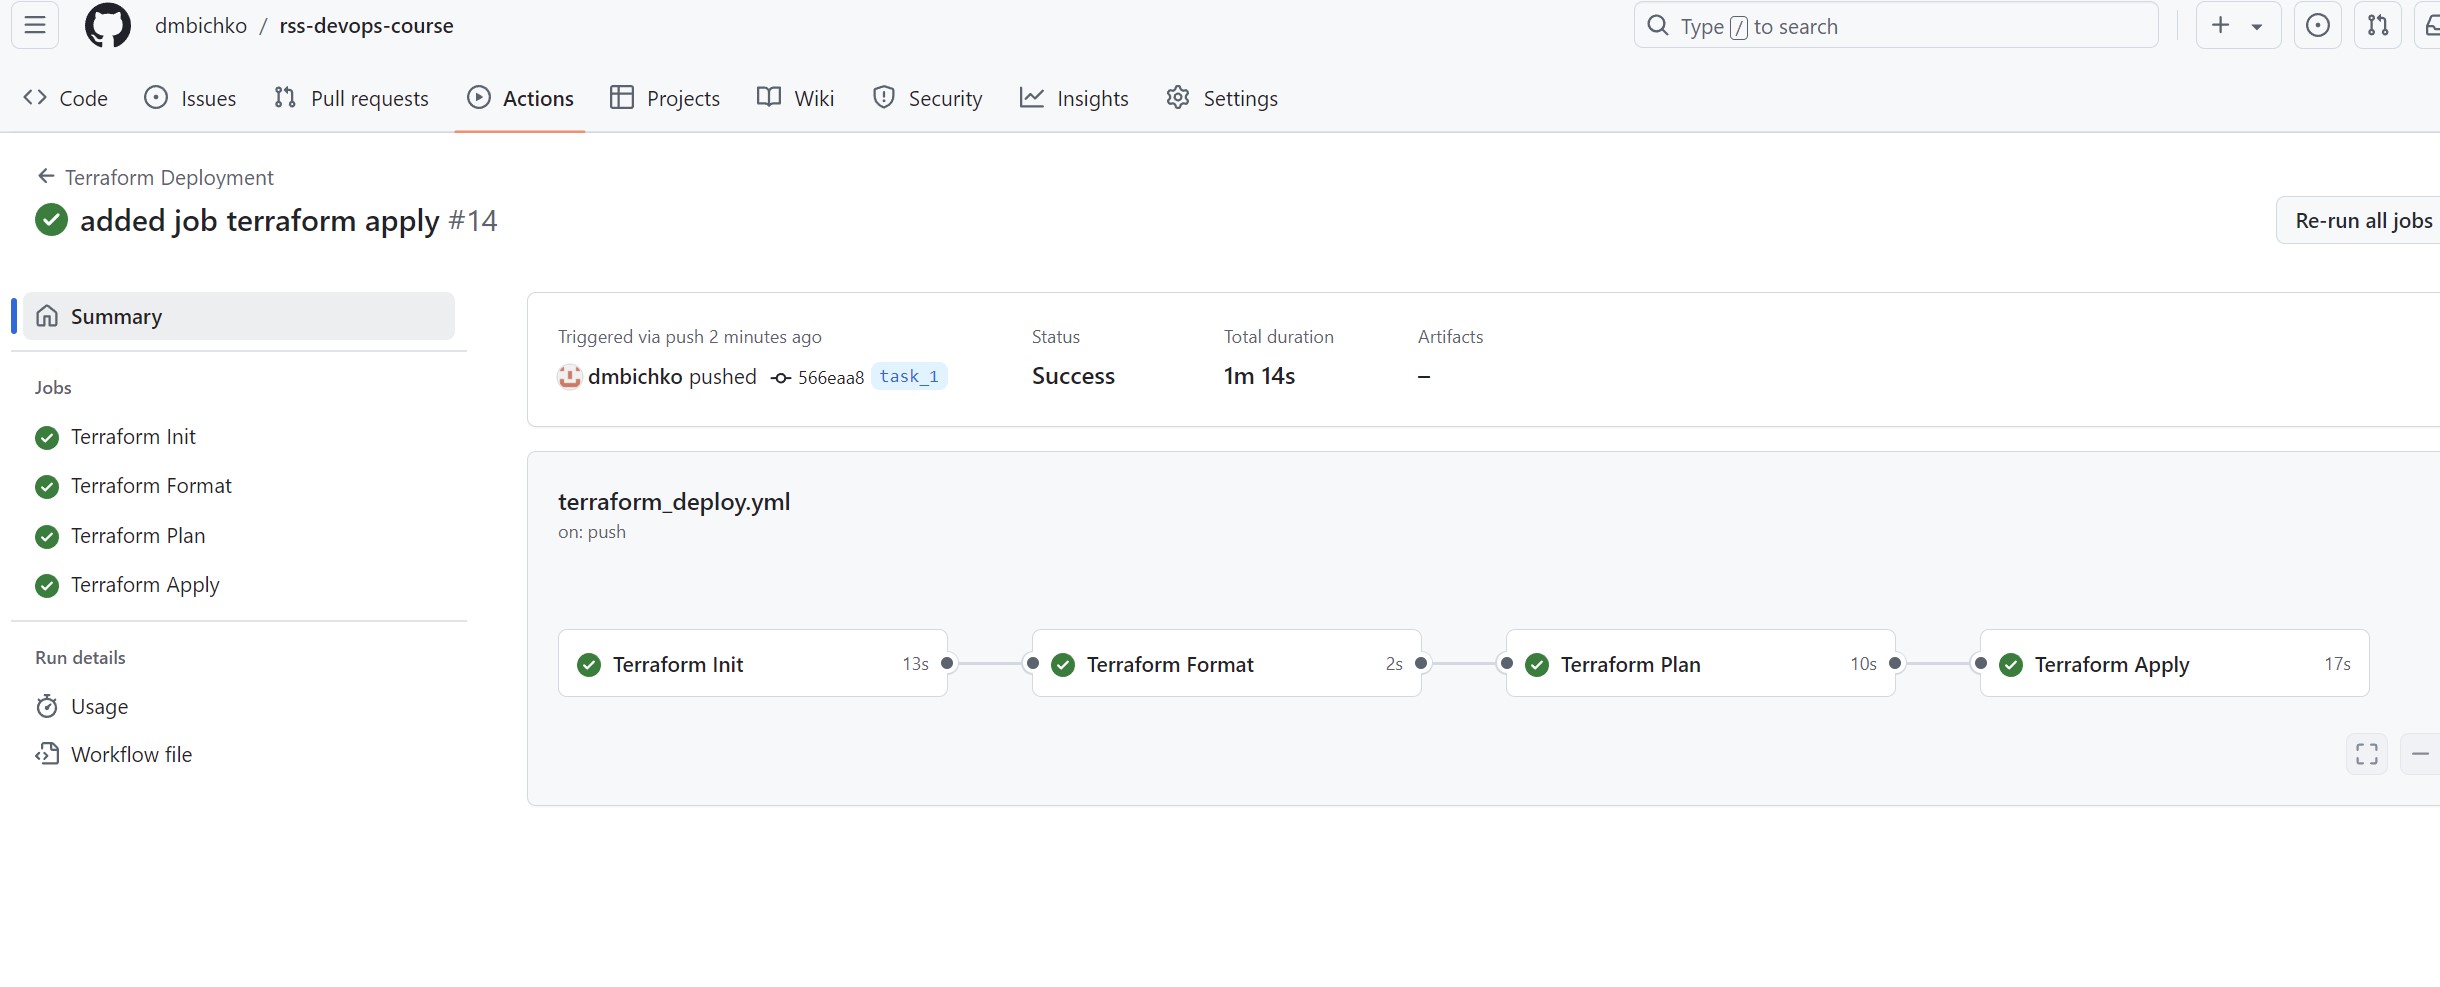 dmbichko / rss-devops-course
Type / to search
Code Issues Pull requests Actions Projects Wiki Security Insights Settings
Terraform Deployment
added job terraform apply #14
Re-run all jobs
Summary
Jobs
Terraform Init
Terraform Format
Terraform Plan
Terraform Apply
Run details
Usage
Workflow file
Triggered via push 2 minutes ago
dmbichko pushed 566eaa8 task_1
Status
Success
Total duration
1m 14s
Artifacts
–
terraform_deploy.yml
on: push
Terraform Init 13s
Terraform Format 2s
Terraform Plan 10s
Terraform Apply 17s